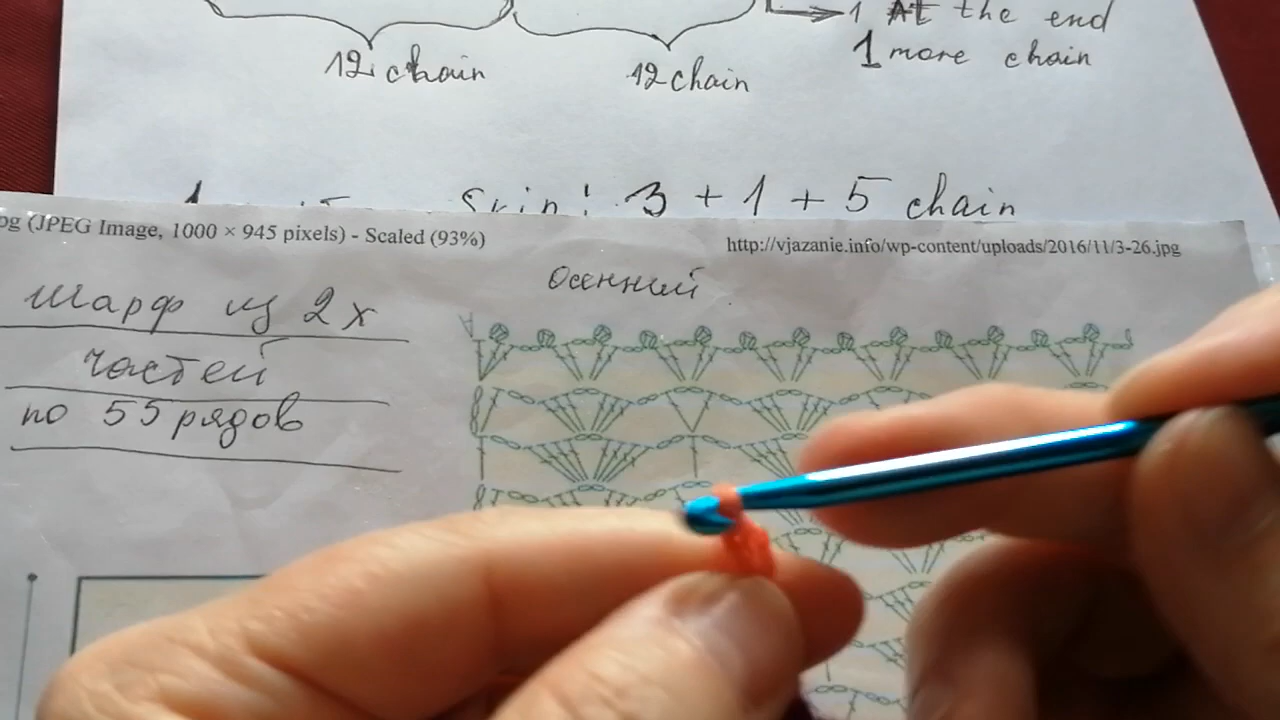 1 At the end
12 chain 12 chain 1 more chain
Skip: 3 + 1 + 5 chain
pg (JPEG Image, 1000 × 945 pixels) - Scaled (93%) http://vjazanie.info/wp-content/uploads/2016/11/3-26.jpg
Осенний
шарф из 2х
частей
по 55 рядов